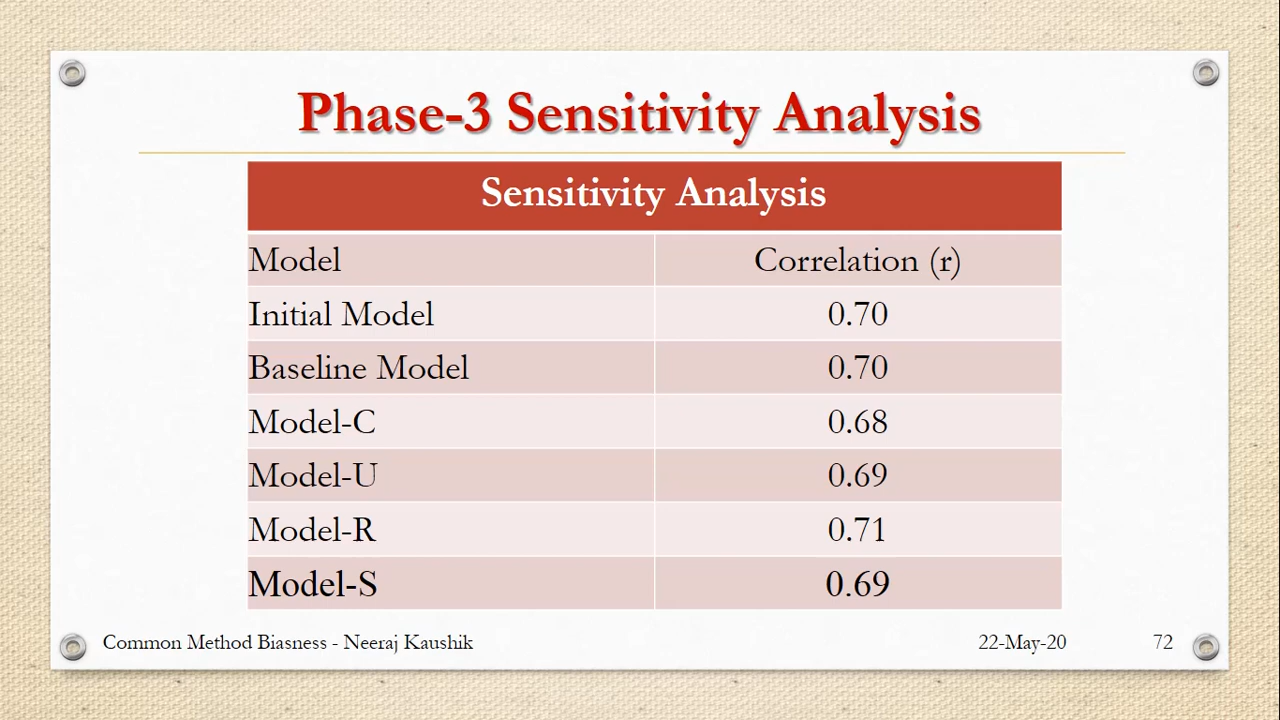 Phase-3 Sensitivity Analysis
Sensitivity Analysis
Model Correlation (r)
Initial Model 0.70
Baseline Model 0.70
Model-C 0.68
Model-U 0.69
Model-R 0.71
Model-S 0.69
Common Method Biasness - Neeraj Kaushik 22-May-20 72